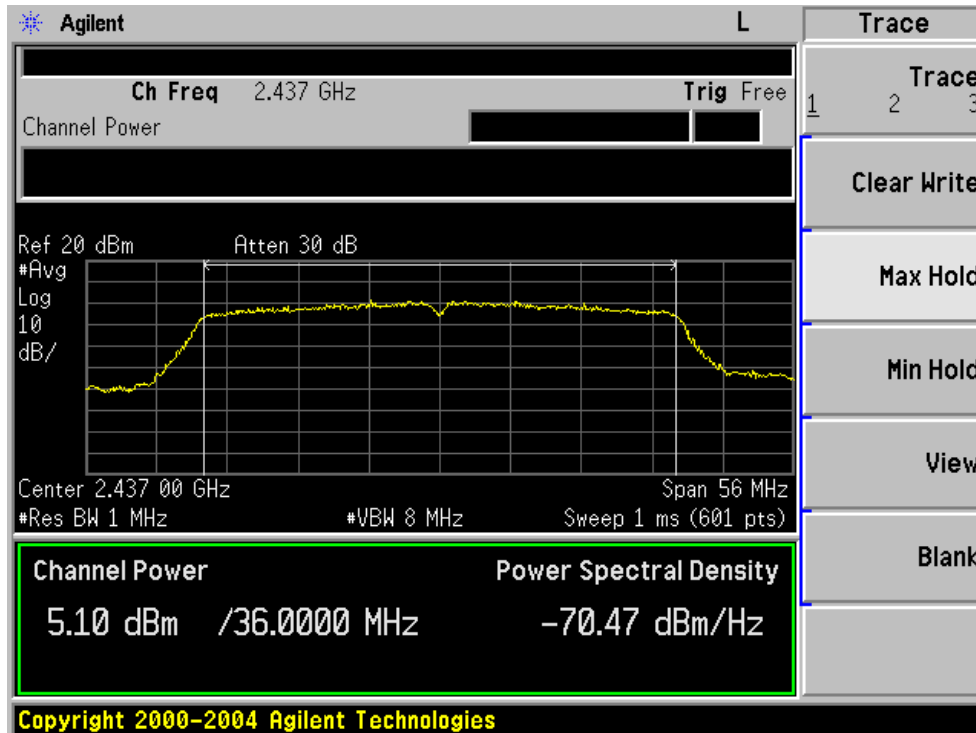 Agilent L Trace
Ch Freq 2.437 GHz Trig Free
Channel Power
Ref 20 dBm Atten 30 dB
#Avg
Log
10
dB/
Center 2.437 00 GHz Span 56 MHz
#Res BW 1 MHz #VBW 8 MHz Sweep 1 ms (601 pts)
Channel Power Power Spectral Density
5.10 dBm /36.0000 MHz -70.47 dBm/Hz
Copyright 2000-2004 Agilent Technologies
Trace
1 2 3
Clear Write
Max Hold
Min Hold
View
Blank